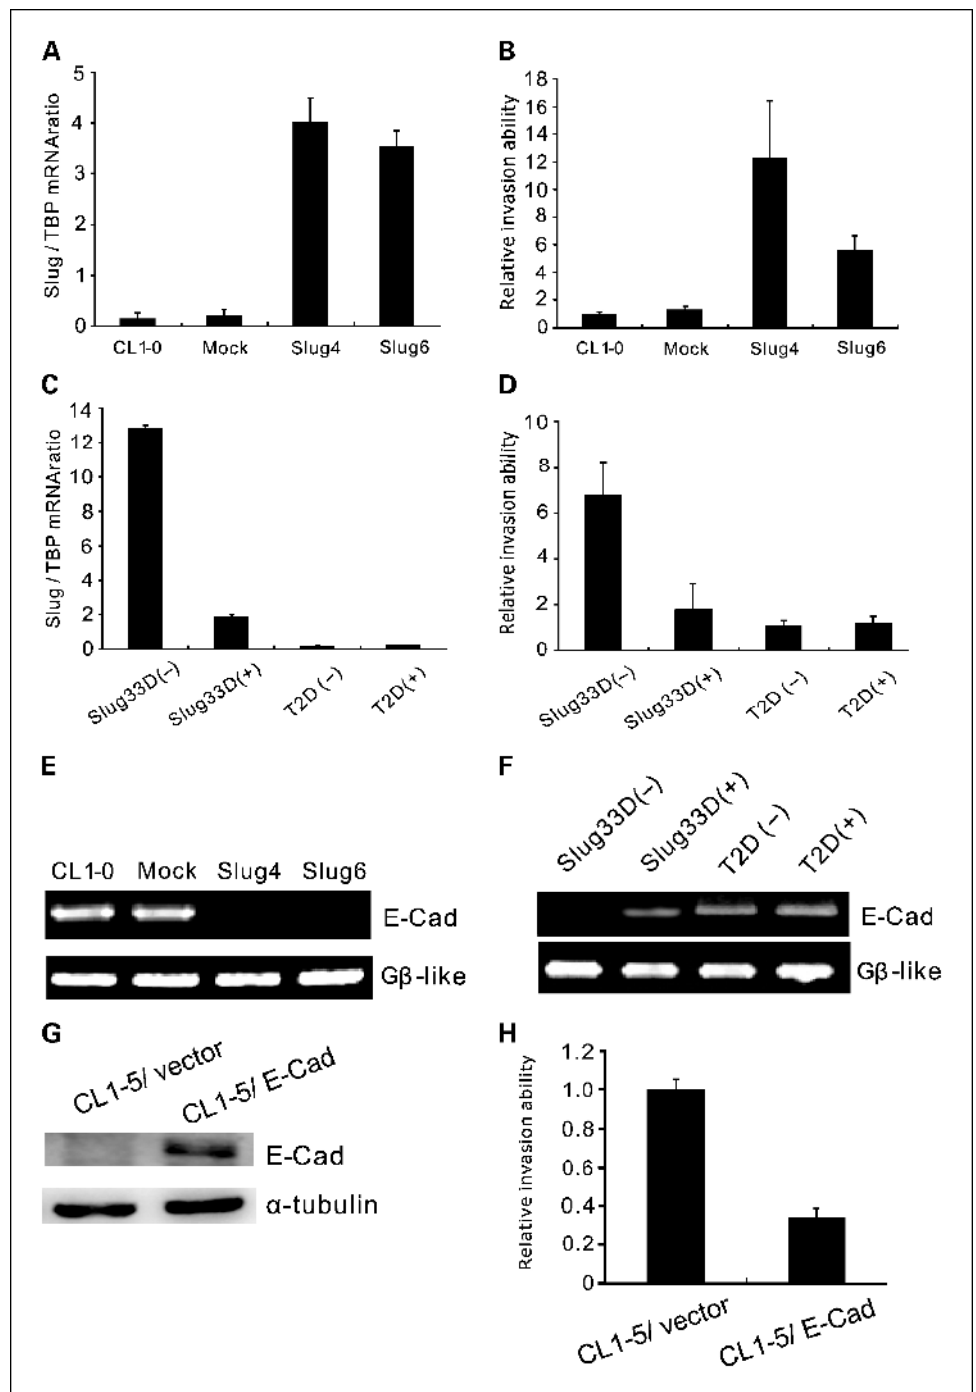 A
Slug / TBP mRNAratio
5
4
3
2
1
0
CL1-0 Mock Slug4 Slug6
B
Relative invasion ability
18
16
14
12
10
8
6
4
2
0
CL1-0 Mock Slug4 Slug6
C
Slug / TBP mRNAratio
14
12
10
8
6
4
2
0
Slug33D(−) Slug33D(+) T2D (−) T2D(+)
D
Relative invasion ability
10
8
6
4
2
0
Slug33D(−) Slug33D(+) T2D (−) T2D(+)
E
CL1-0 Mock Slug4 Slug6
E-Cad
Gβ-like
F
Slug33D(−) Slug33D(+) T2D (−) T2D(+)
E-Cad
Gβ-like
G
CL1-5/ vector CL1-5/ E-Cad
E-Cad
α-tubulin
H
Relative invasion ability
1.2
1.0
0.8
0.6
0.4
0.2
0
CL1-5/ vector CL1-5/ E-Cad